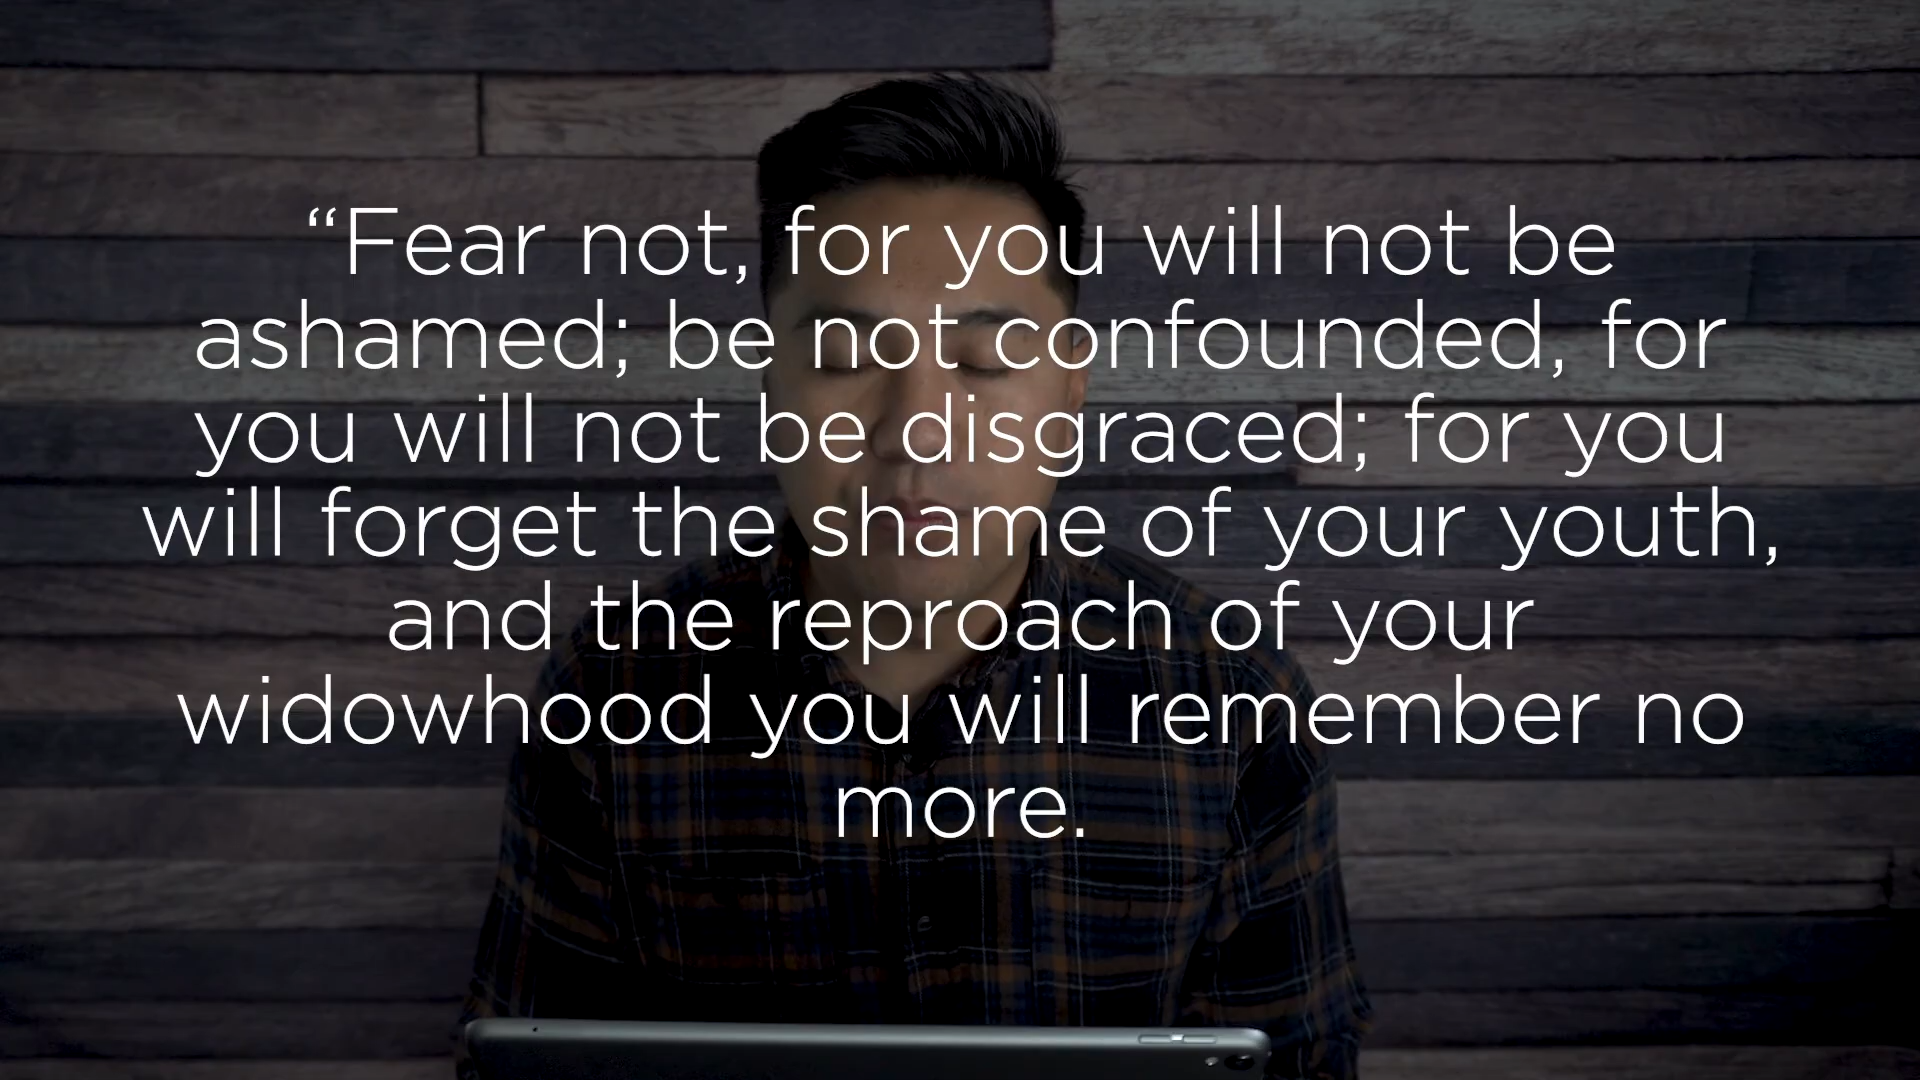 “Fear not, for you will not be
ashamed; be not confounded, for
you will not be disgraced; for you
will forget the shame of your youth,
and the reproach of your
widowhood you will remember no
more.